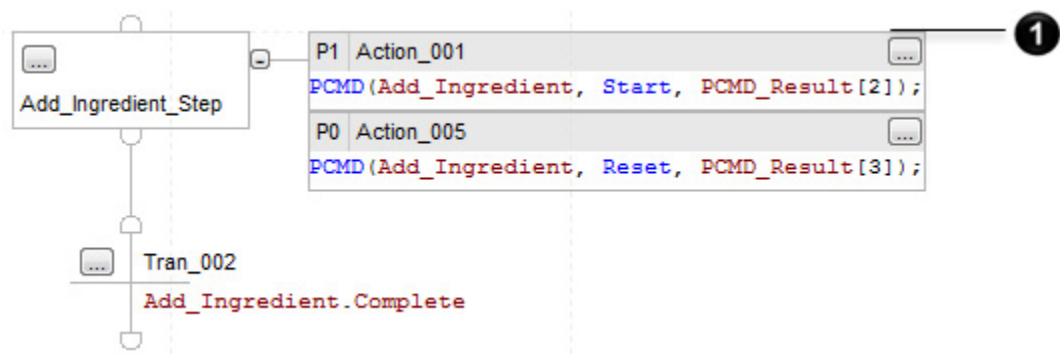 1
... P1 Action_001 ...
Add_Ingredient_Step
PCMD(Add_Ingredient, Start, PCMD_Result[2]);
P0 Action_005 ...
PCMD(Add_Ingredient, Reset, PCMD_Result[3]);
... Tran_002
Add_Ingredient.Complete